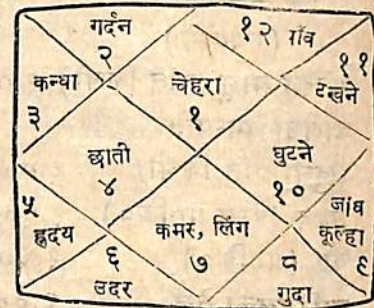 गर्दन
२
१२ पाँव
११
टखने
कन्धा
३
चेहरा
१
छाती
४
घुटने
१०
५
हृदय
६
उदर
कमर, लिंग
७
८
गुदा
जांघ
कूल्हा
९